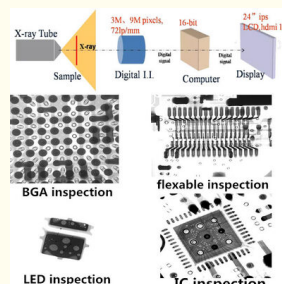 3M、9M pixels,
72lp/mm
16-bit
24" ips
LCD,hdmi I
X-ray Tube
X-ray
Digital
signal
Digital
signal
Sample
Digital I.I.
Computer
Display
BGA inspection
flexable inspection
LED inspection
IC inspection